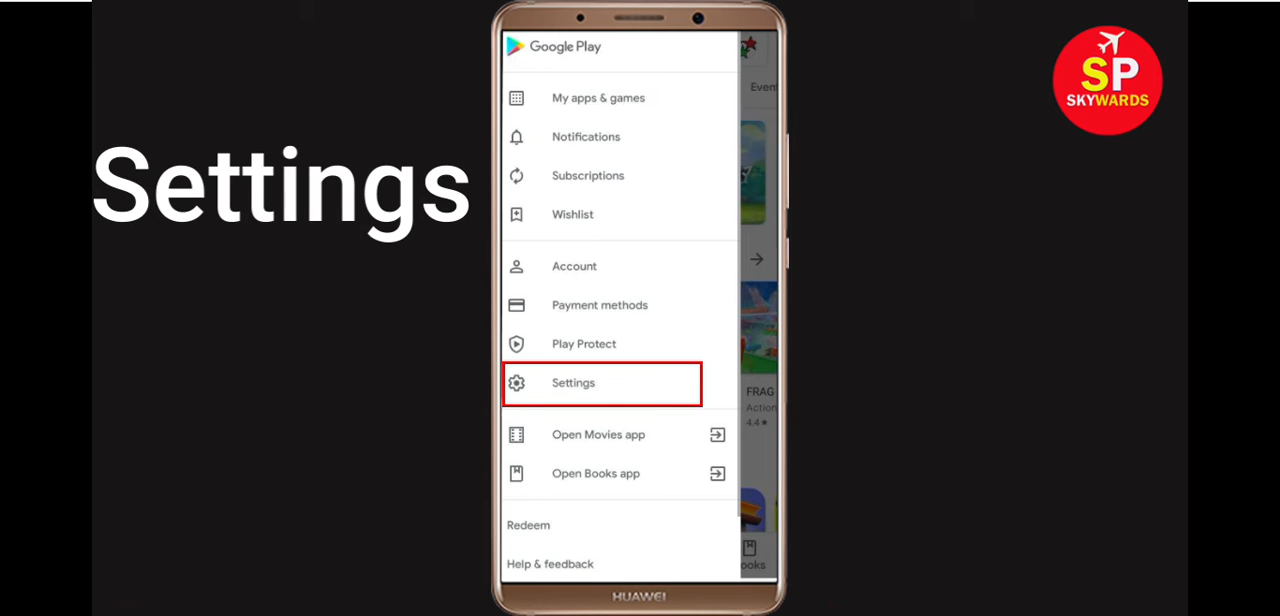 Settings
Google Play
My apps & games
Notifications
Subscriptions
Wishlist
Account
Payment methods
Play Protect
Settings
Open Movies app
Open Books app
Redeem
Help & feedback
Even
FRAG
Action
4.4★
ooks
HUAWEI
SP
SKYWARDS